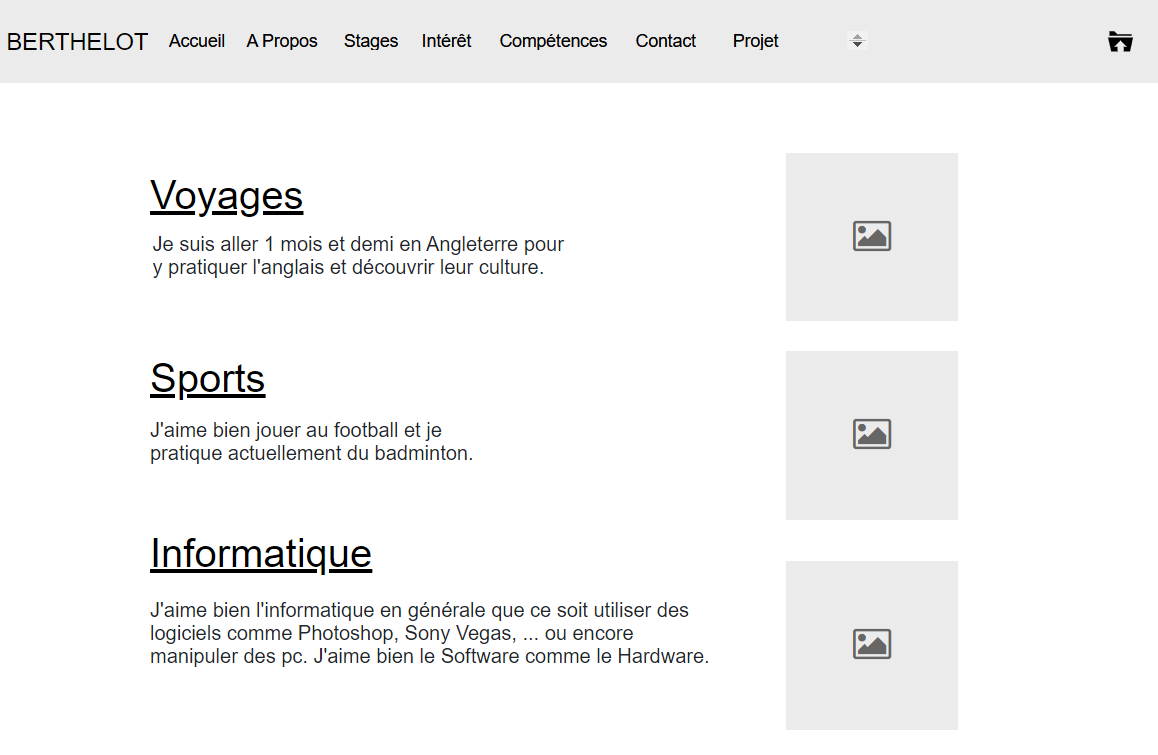 BERTHELOT Accueil A Propos Stages Intérêt Compétences Contact Projet
Voyages
Je suis aller 1 mois et demi en Angleterre pour
y pratiquer l'anglais et découvrir leur culture.
Sports
J'aime bien jouer au football et je
pratique actuellement du badminton.
Informatique
J'aime bien l'informatique en générale que ce soit utiliser des
logiciels comme Photoshop, Sony Vegas, ... ou encore
manipuler des pc. J'aime bien le Software comme le Hardware.